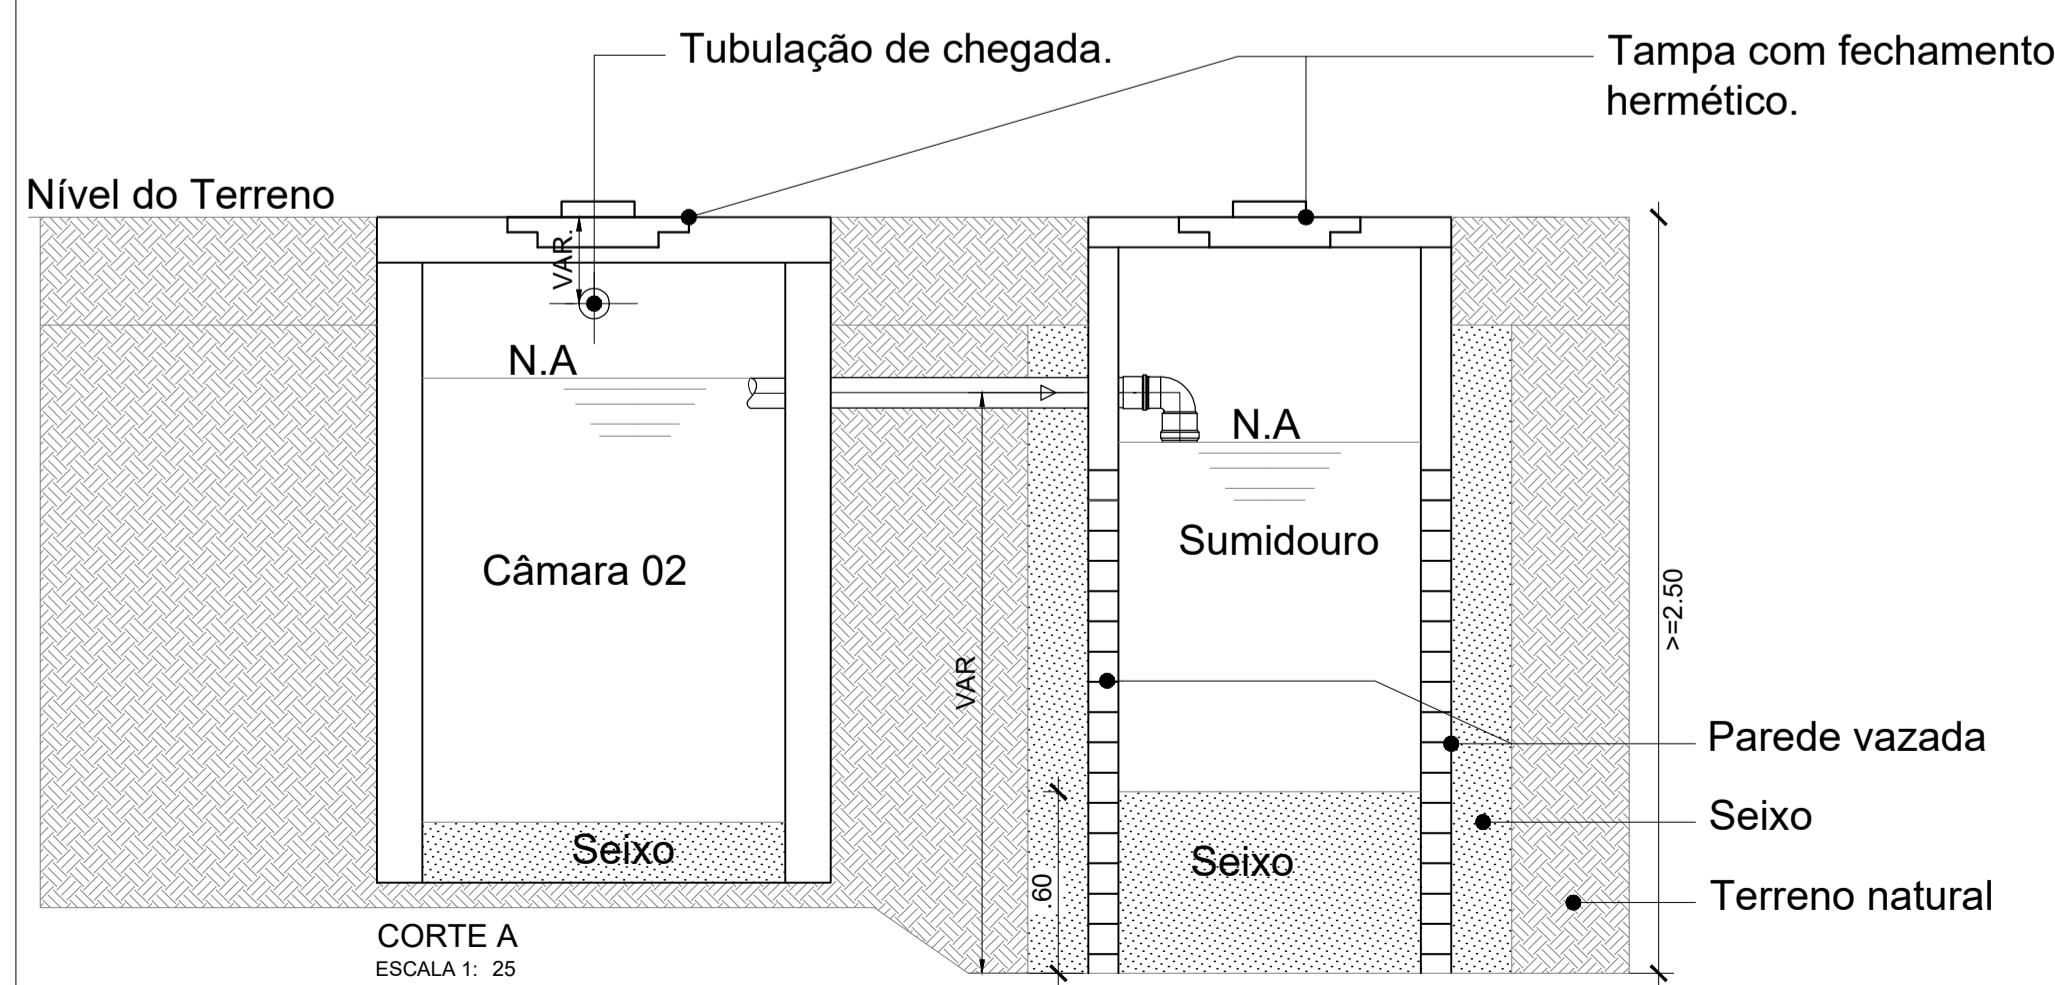 Tubulação de chegada.
Tampa com fechamento
hermético.
Nível do Terreno
VAR.
N.A
N.A
Sumidouro
Câmara 02
>=2.50
VAR
Parede vazada
Seixo
Seixo
Seixo
.60
Terreno natural
CORTE A
ESCALA 1: 25